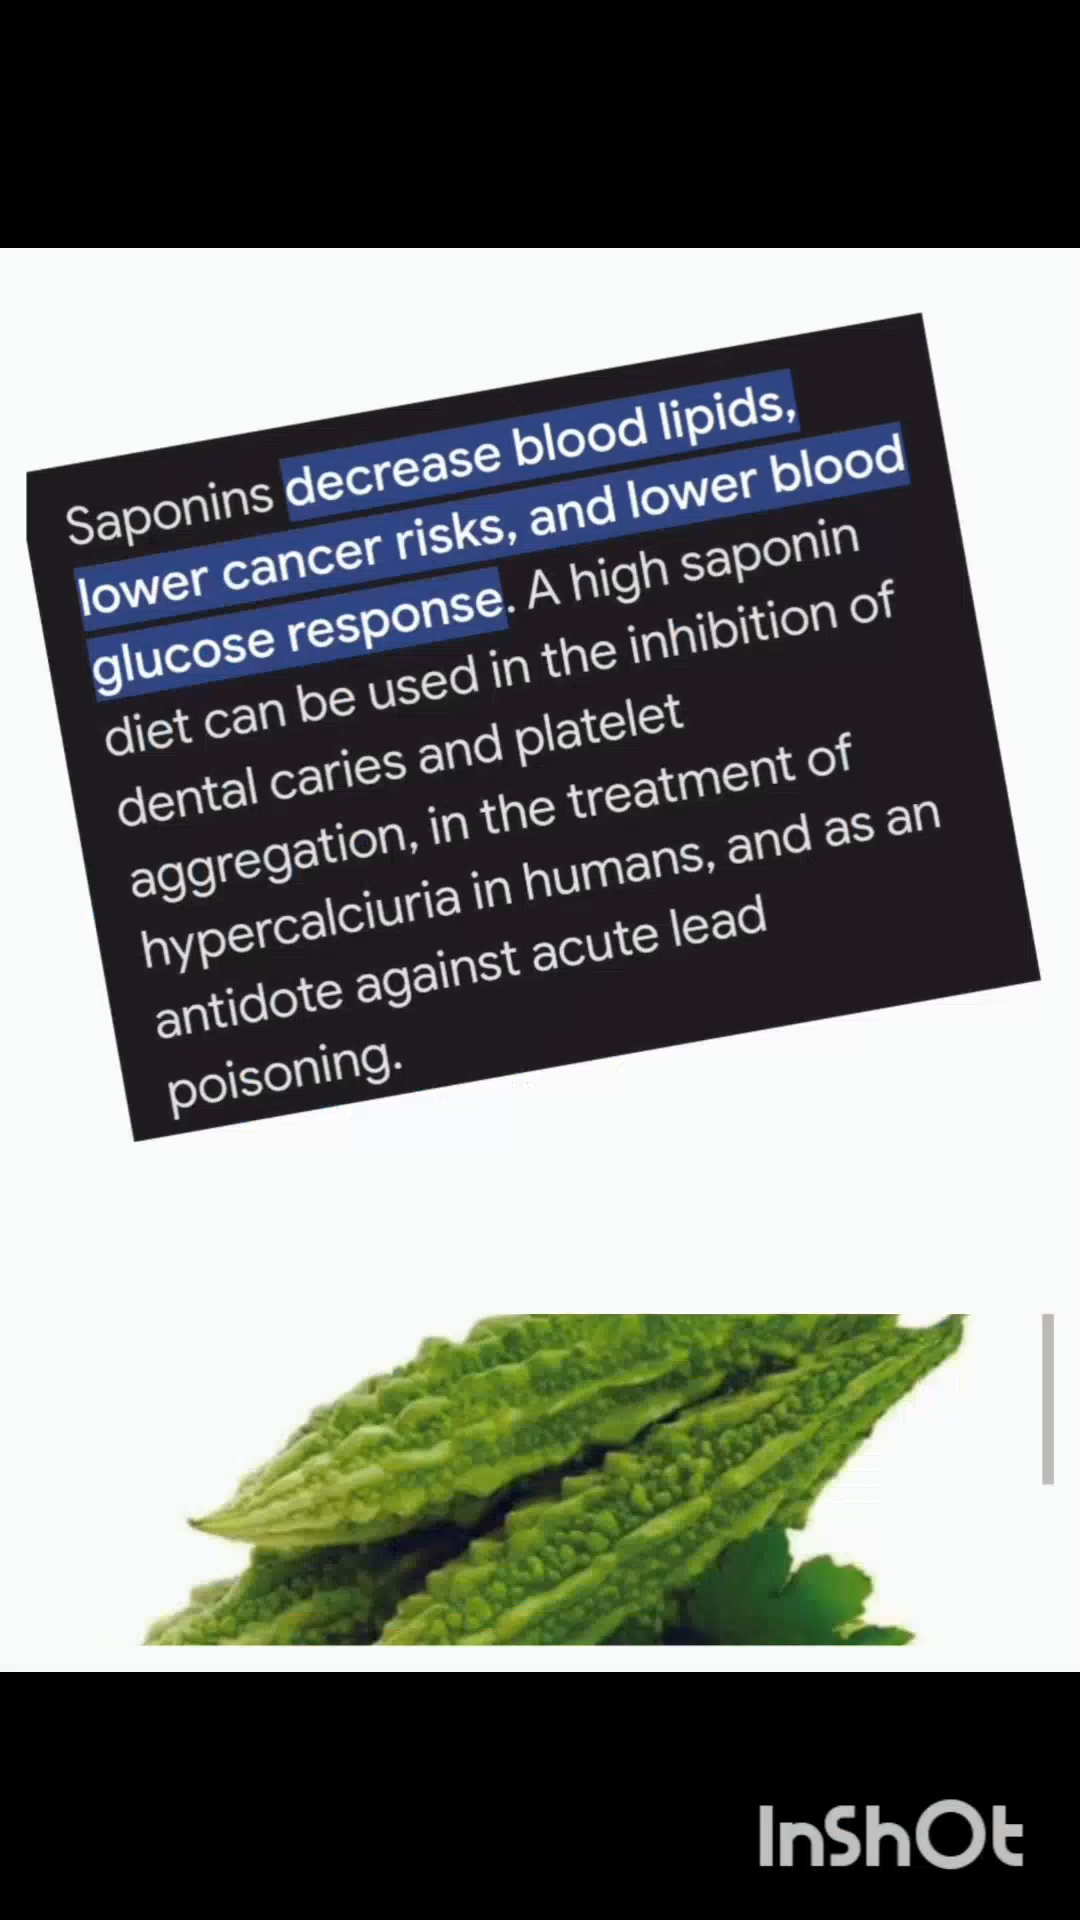 Saponins decrease blood lipids,
lower cancer risks, and lower blood
glucose response. A high saponin
diet can be used in the inhibition of
dental caries and platelet
aggregation, in the treatment of
hypercalciuria in humans, and as an
antidote against acute lead
poisoning.
InShOt